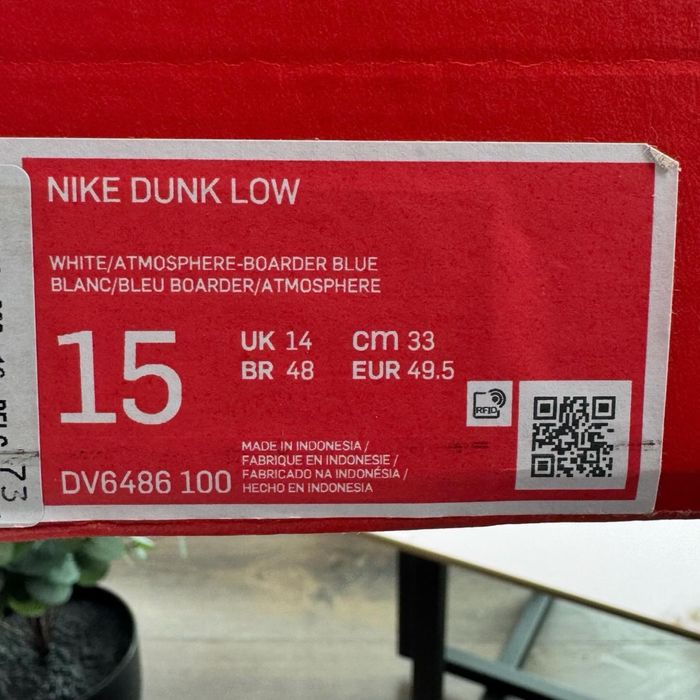 NIKE DUNK LOW
WHITE/ATMOSPHERE-BOARDER BLUE
BLANC/BLEU BOARDER/ATMOSPHERE
15
UK 14 cm 33
BR 48 EUR 49.5
RFID
DV6486 100
MADE IN INDONESIA /
FABRIQUE EN INDONESIE /
FABRICADO NA INDONÉSIA /
HECHO EN INDONESIA
73